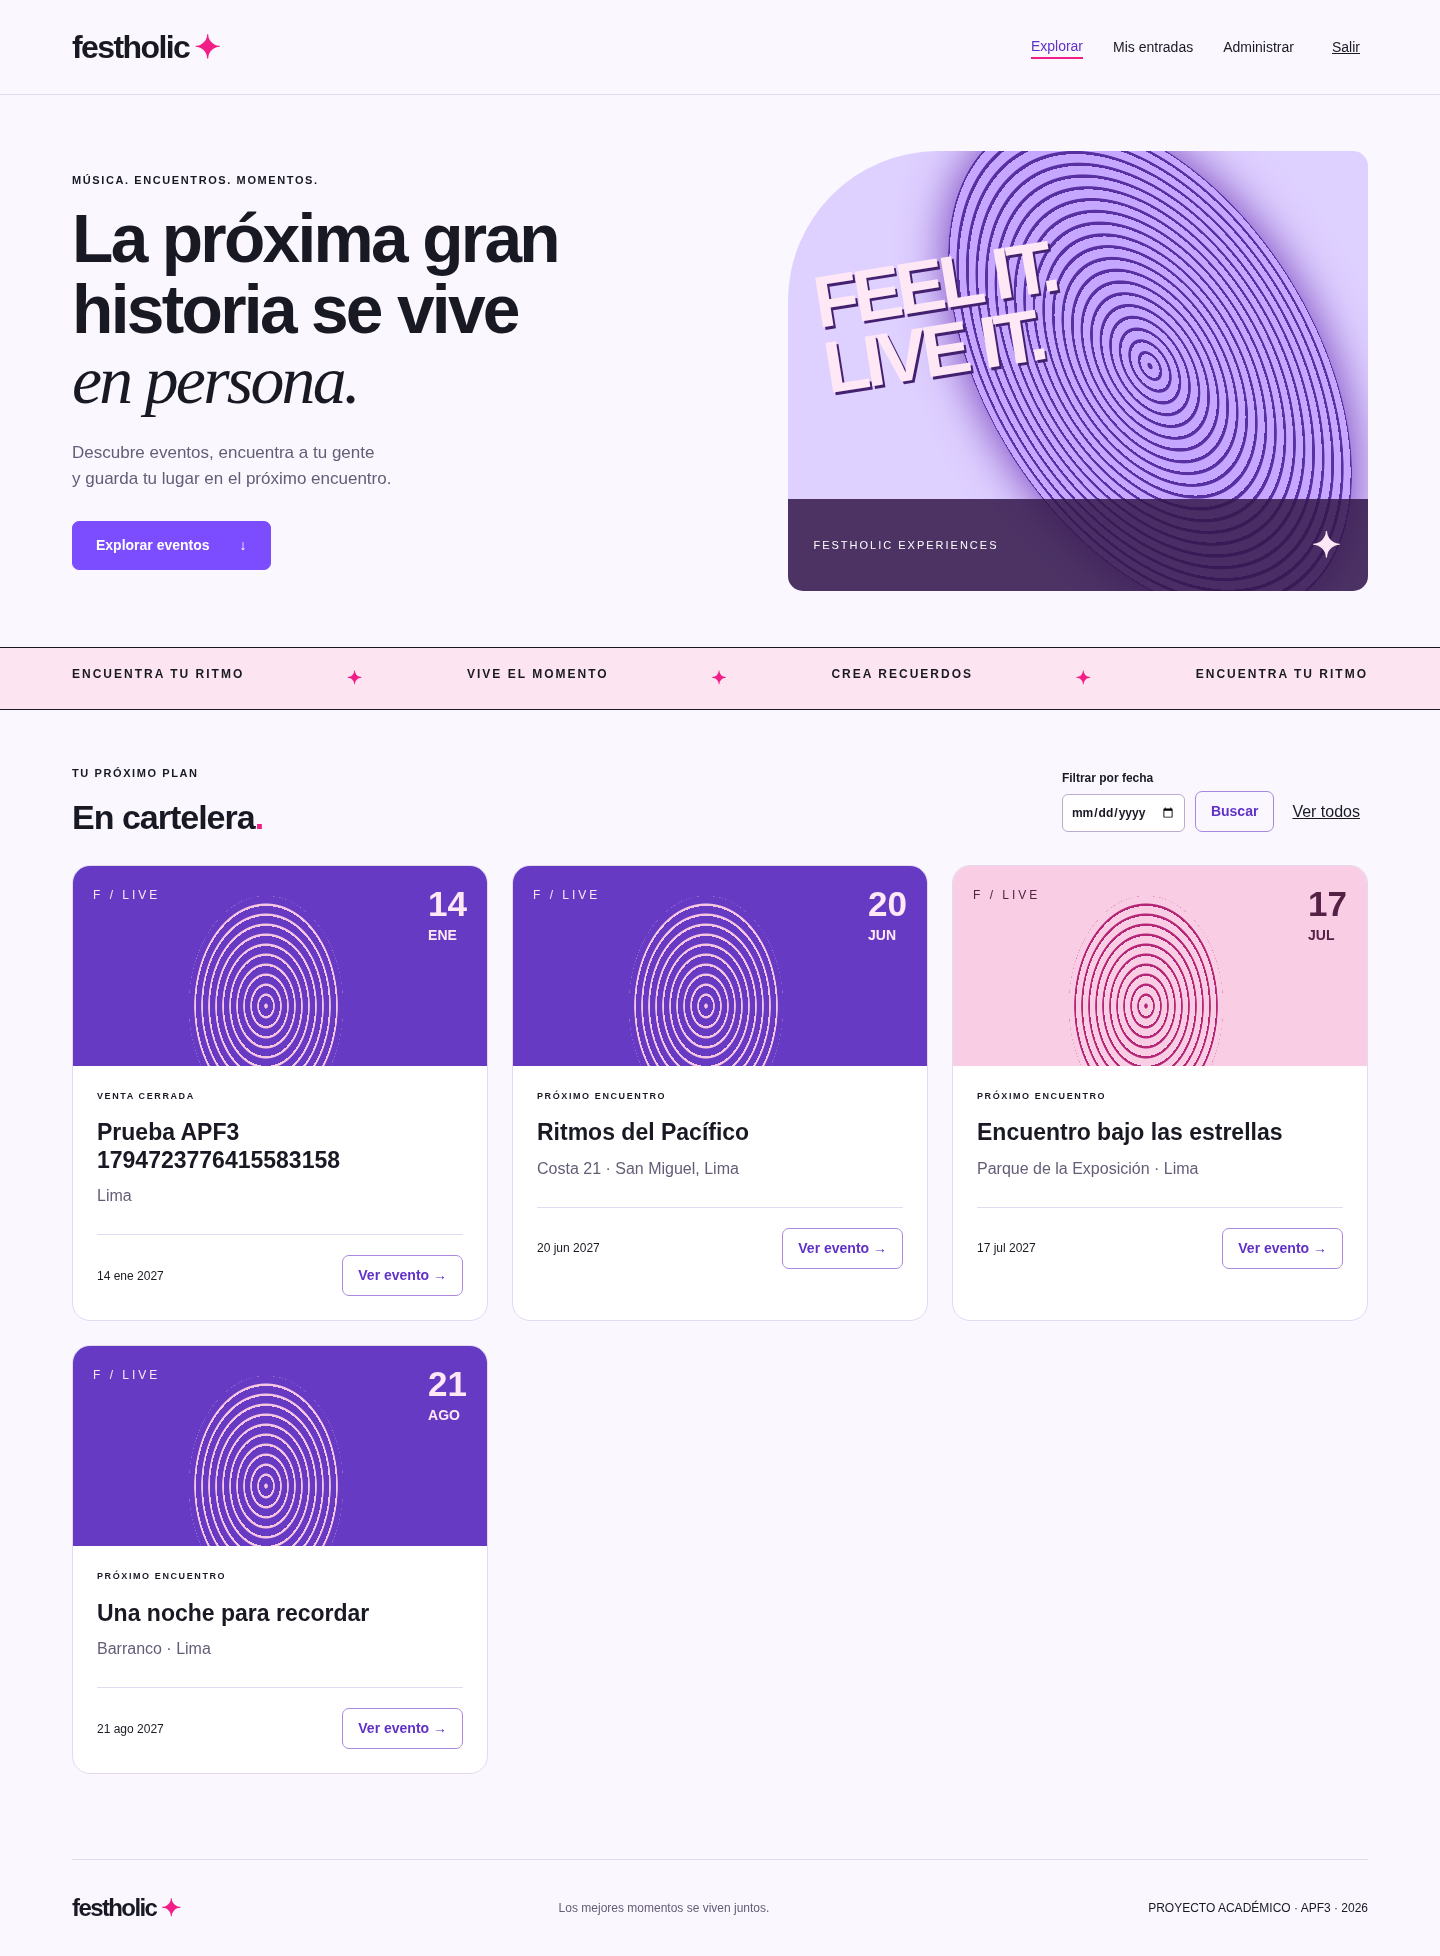 festholic ✦
Explorar
Mis entradas
Administrar
Salir
MÚSICA. ENCUENTROS. MOMENTOS.
La próxima gran
historia se vive
en persona.
Descubre eventos, encuentra a tu gente
y guarda tu lugar en el próximo encuentro.
Explorar eventos ↓
FEEL IT.
LIVE IT.
FESTHOLIC EXPERIENCES ✦
ENCUENTRA TU RITMO ✦ VIVE EL MOMENTO ✦ CREA RECUERDOS ✦ ENCUENTRA TU RITMO
TU PRÓXIMO PLAN
En cartelera.
Filtrar por fecha
mm/dd/yyyy
Buscar
Ver todos
F / LIVE
14
ENE
VENTA CERRADA
Prueba APF3
1794723776415583158
Lima
14 ene 2027
Ver evento →
F / LIVE
20
JUN
PRÓXIMO ENCUENTRO
Ritmos del Pacífico
Costa 21 · San Miguel, Lima
20 jun 2027
Ver evento →
F / LIVE
17
JUL
PRÓXIMO ENCUENTRO
Encuentro bajo las estrellas
Parque de la Exposición · Lima
17 jul 2027
Ver evento →
F / LIVE
21
AGO
PRÓXIMO ENCUENTRO
Una noche para recordar
Barranco · Lima
21 ago 2027
Ver evento →
festholic ✦
Los mejores momentos se viven juntos.
PROYECTO ACADÉMICO · APF3 · 2026